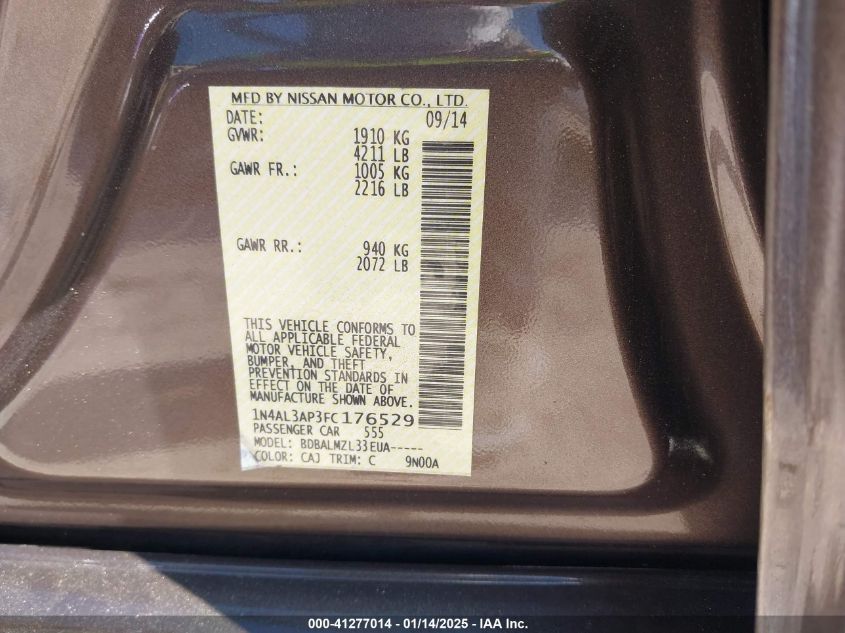 MFD BY NISSAN MOTOR CO., LTD.
DATE: 09/14
GVWR: 1910 KG
4211 LB
GAWR FR.: 1005 KG
2216 LB
GAWR RR.: 940 KG
2072 LB
THIS VEHICLE CONFORMS TO
ALL APPLICABLE FEDERAL
MOTOR VEHICLE SAFETY,
BUMPER, AND THEFT
PREVENTION STANDARDS IN
EFFECT ON THE DATE OF
MANUFACTURE SHOWN ABOVE.
1N4AL3AP3FC176529
PASSENGER CAR 555
MODEL: BDBALMZL33EUA-----
COLOR: CAJ TRIM: C 9N00A
000-41277014 - 01/14/2025 - IAA Inc.